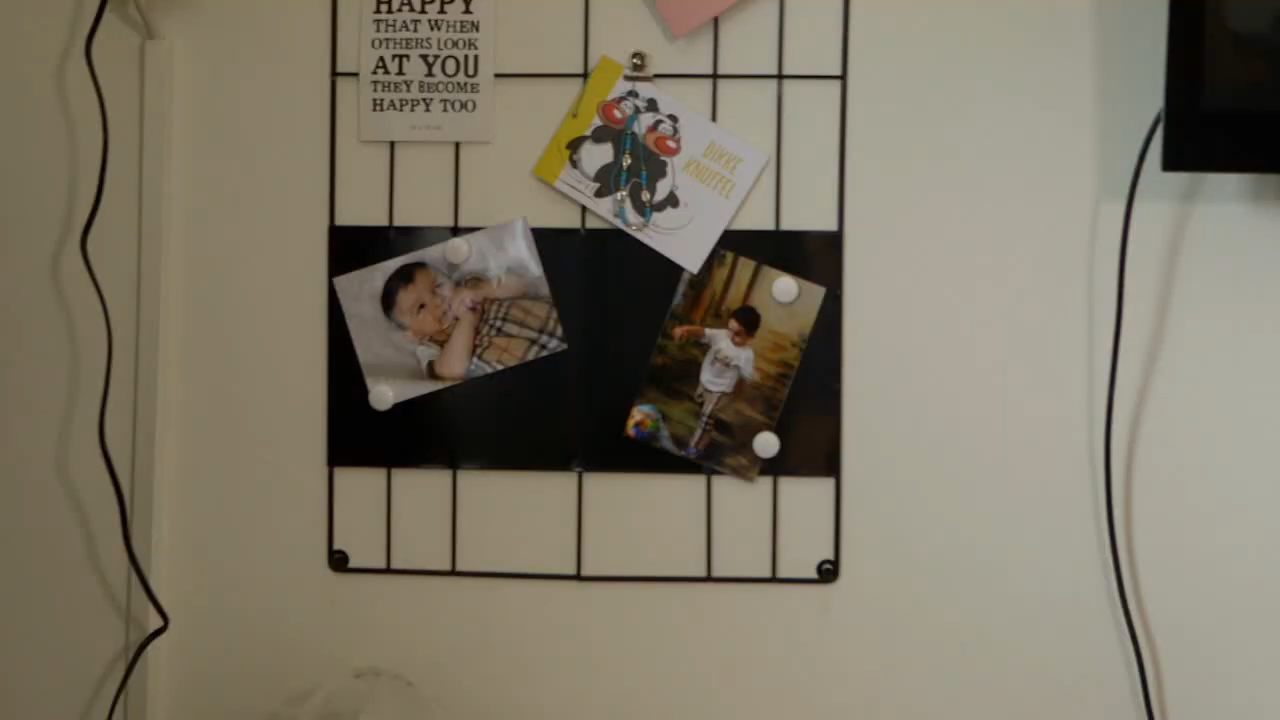 HAPPY
THAT WHEN
OTHERS LOOK
AT YOU
THEY BECOME
HAPPY TOO
DIKKE
KNUFFEL